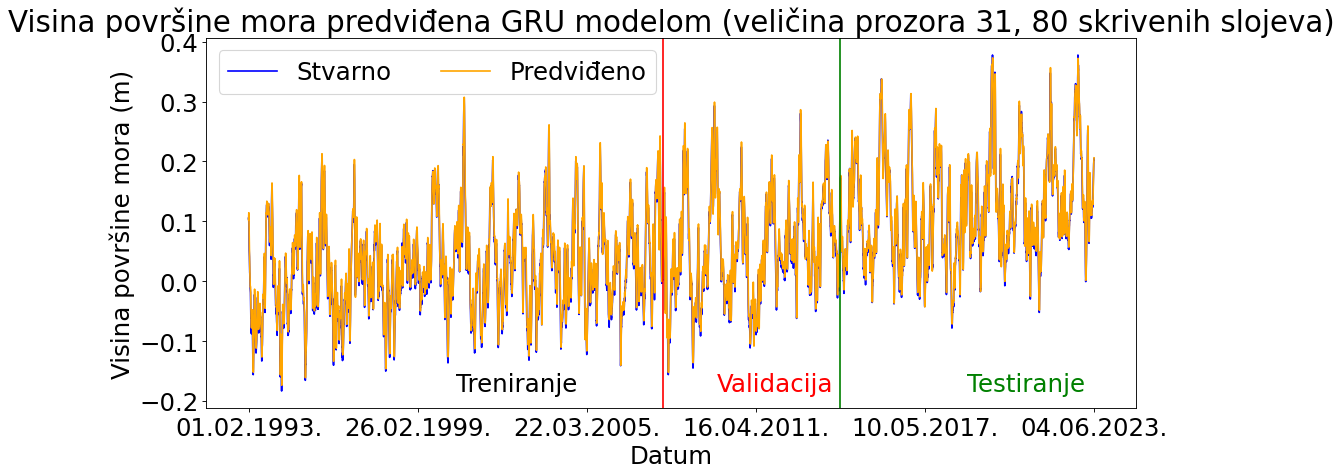 Visina površine mora predviđena GRU modelom (veličina prozora 31, 80 skrivenih slojeva)
Visina površine mora (m)
0.4
0.3
0.2
0.1
0.0
−0.1
−0.2
Stvarno
Predviđeno
Treniranje
Validacija
Testiranje
01.02.1993.
26.02.1999.
22.03.2005.
16.04.2011.
10.05.2017.
04.06.2023.
Datum